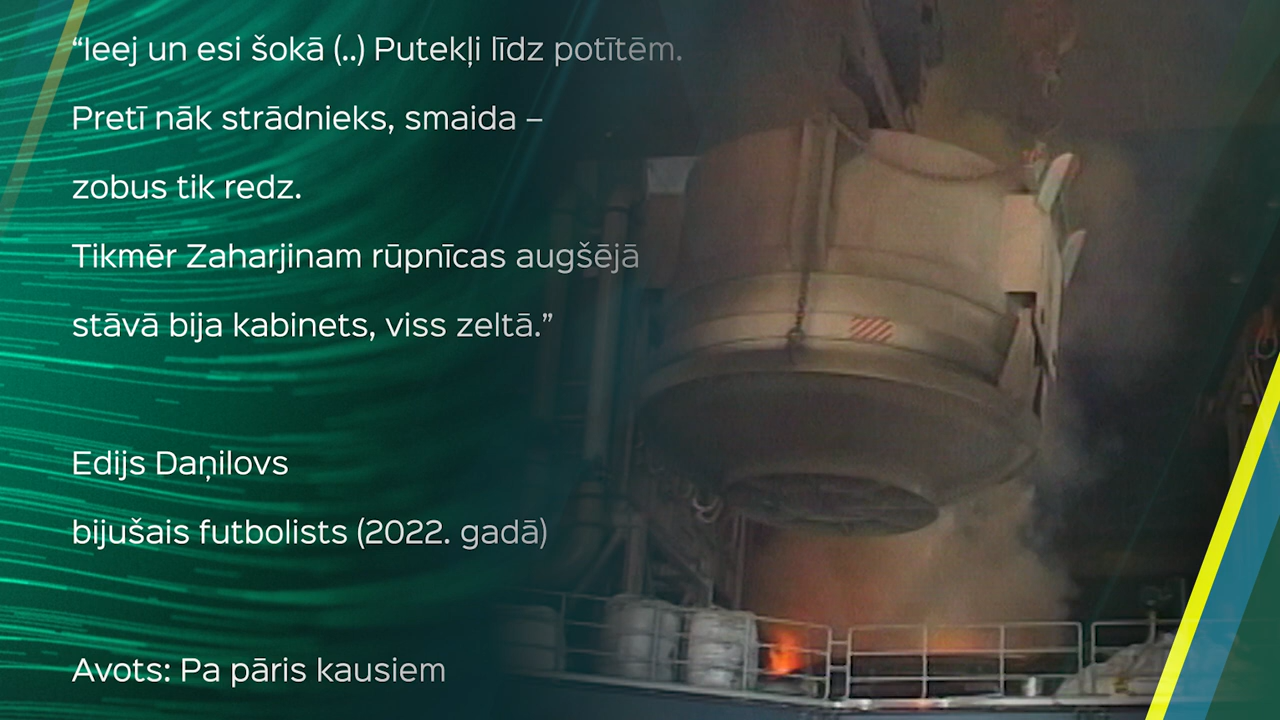 “Ieej un esi šokā (..) Putekļi līdz potītēm.
Pretī nāk strādnieks, smaida –
zobus tik redz.
Tikmēr Zaharjinam rūpnīcas augšējā
stāvā bija kabinets, viss zeltā.”
Edijs Daņilovs
bijušais futbolists (2022. gadā)
Avots: Pa pāris kausiem